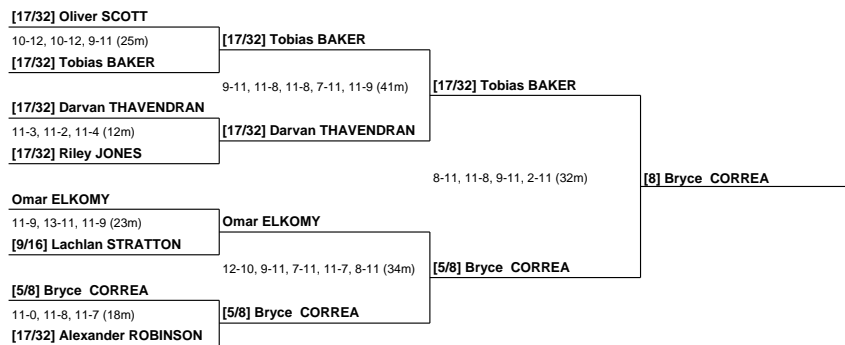 [17/32] Oliver SCOTT
10-12, 10-12, 9-11 (25m)
[17/32] Tobias BAKER
[17/32] Tobias BAKER
9-11, 11-8, 11-8, 7-11, 11-9 (41m)
[17/32] Tobias BAKER
[17/32] Darvan THAVENDRAN
11-3, 11-2, 11-4 (12m)
[17/32] Darvan THAVENDRAN
[17/32] Riley JONES
8-11, 11-8, 9-11, 2-11 (32m)
[8] Bryce CORREA
Omar ELKOMY
11-9, 13-11, 11-9 (23m)
Omar ELKOMY
[9/16] Lachlan STRATTON
12-10, 9-11, 7-11, 11-7, 8-11 (34m)
[5/8] Bryce CORREA
[5/8] Bryce CORREA
11-0, 11-8, 11-7 (18m)
[5/8] Bryce CORREA
[17/32] Alexander ROBINSON